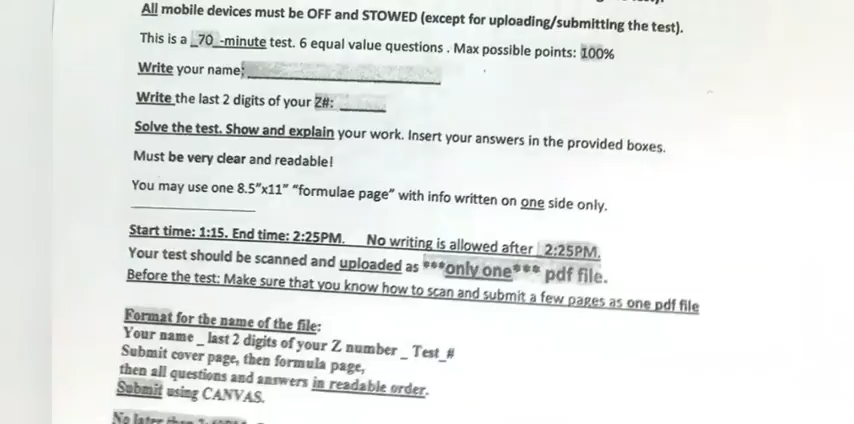 All mobile devices must be OFF and STOWED (except for uploading/submitting the test).
This is a _70_-minute test. 6 equal value questions . Max possible points: 100%
Write your name:
Write the last 2 digits of your Z#: ______
Solve the test. Show and explain your work. Insert your answers in the provided boxes.
Must be very clear and readable!
You may use one 8.5"x11" "formulae page" with info written on one side only.
Start time: 1:15. End time: 2:25PM. No writing is allowed after 2:25PM.
Your test should be scanned and uploaded as ***only one*** pdf file.
Before the test: Make sure that you know how to scan and submit a few pages as one pdf file
Format for the name of the file:
Your name _ last 2 digits of your Z number _ Test_#
Submit cover page, then formula page,
then all questions and answers in readable order.
Submit using CANVAS.
No later than